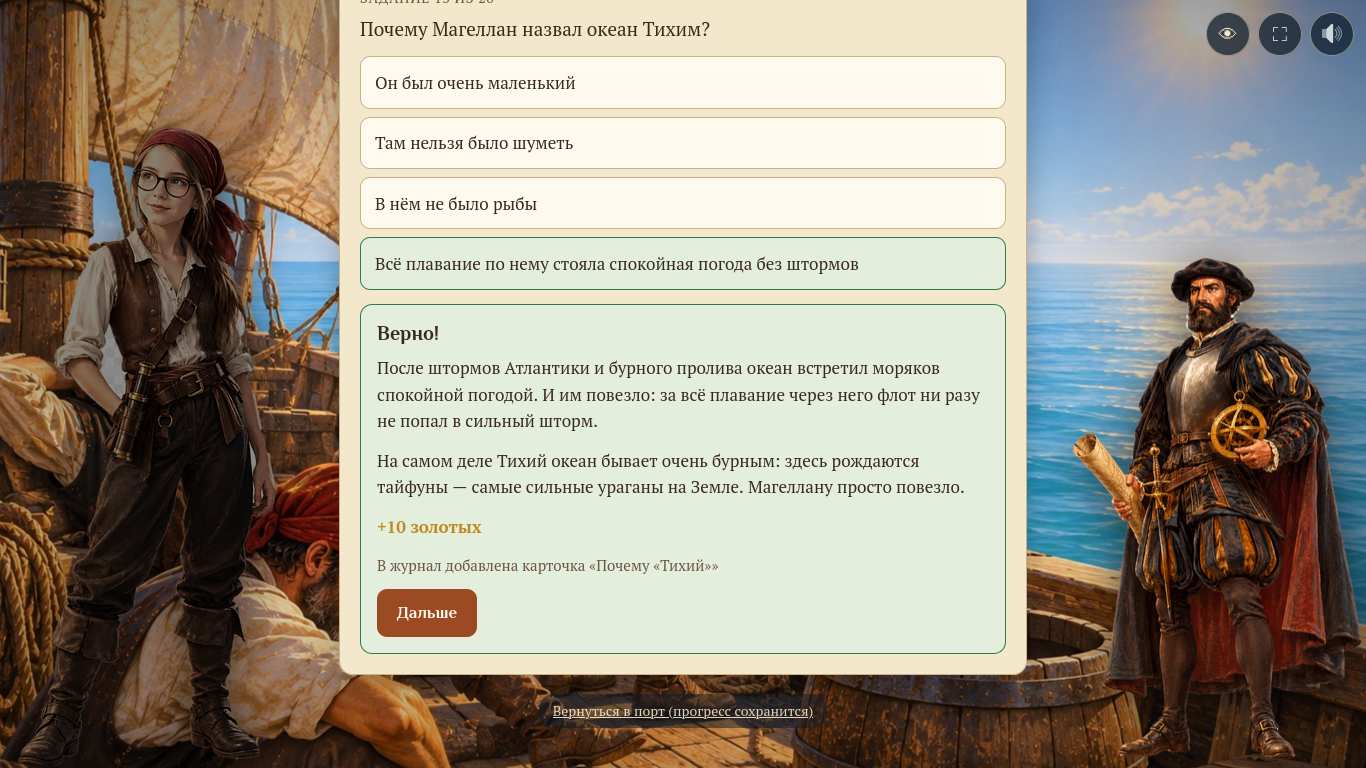 ЗАДАНИЕ 15 ИЗ 20
Почему Магеллан назвал океан Тихим?
Он был очень маленький
Там нельзя было шуметь
В нём не было рыбы
Всё плавание по нему стояла спокойная погода без штормов
Верно!
После штормов Атлантики и бурного пролива океан встретил моряков
спокойной погодой. И им повезло: за всё плавание через него флот ни разу
не попал в сильный шторм.
На самом деле Тихий океан бывает очень бурным: здесь рождаются
тайфуны — самые сильные ураганы на Земле. Магеллану просто повезло.
+10 золотых
В журнал добавлена карточка «Почему «Тихий»»
Дальше
Вернуться в порт (прогресс сохранится)